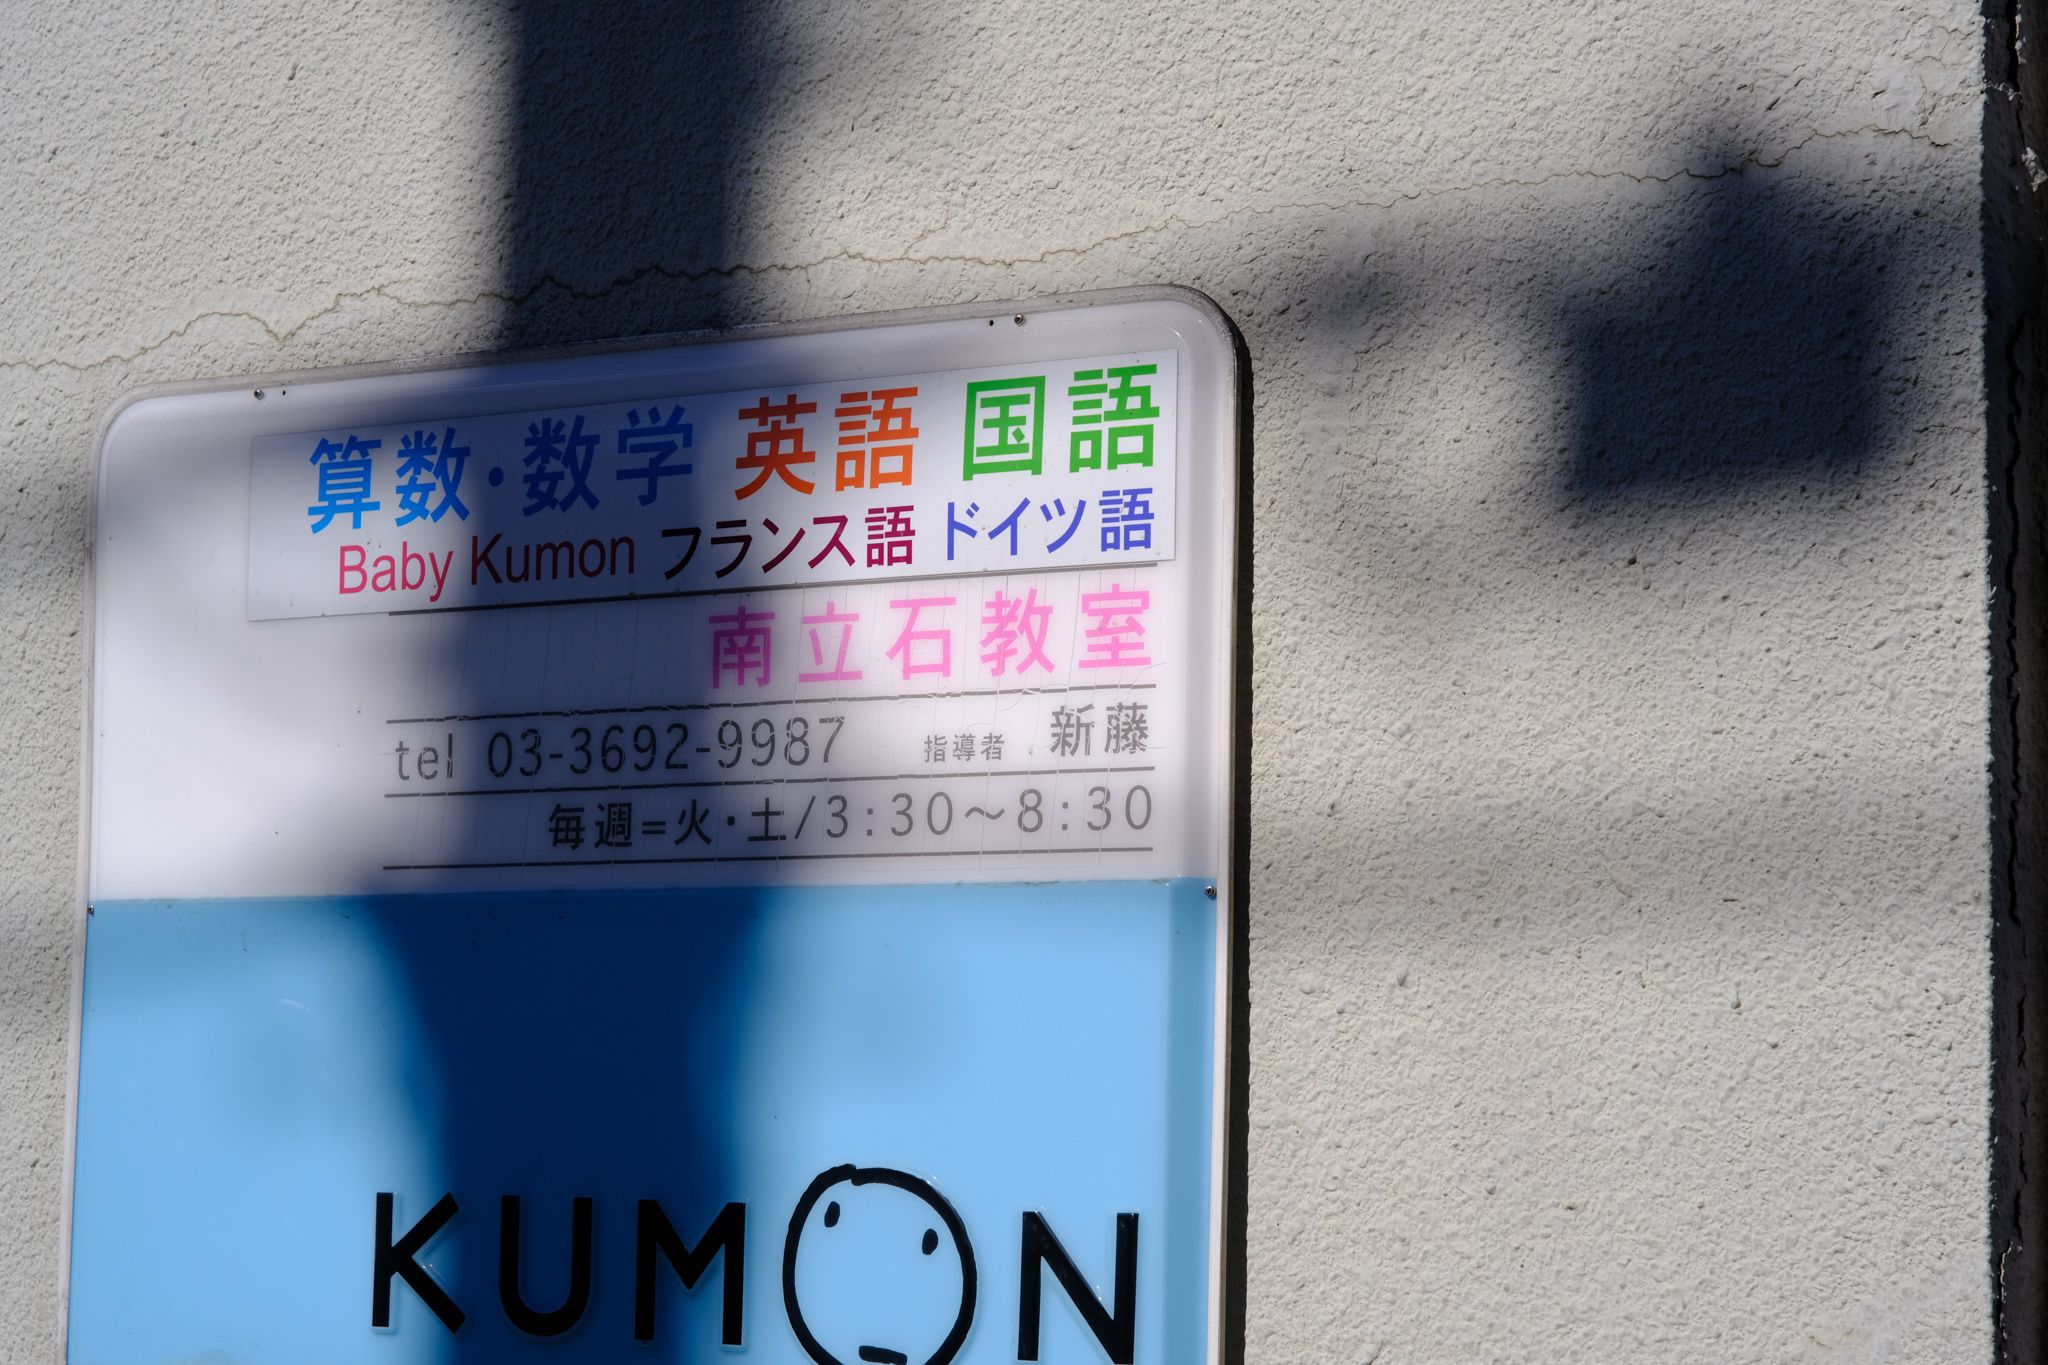 算数・数学 英語 国語
Baby Kumon フランス語 ドイツ語
南立石教室
tel 03-3692-9987 指導者 新藤
毎週=火・土/3:30〜8:30
KUMON